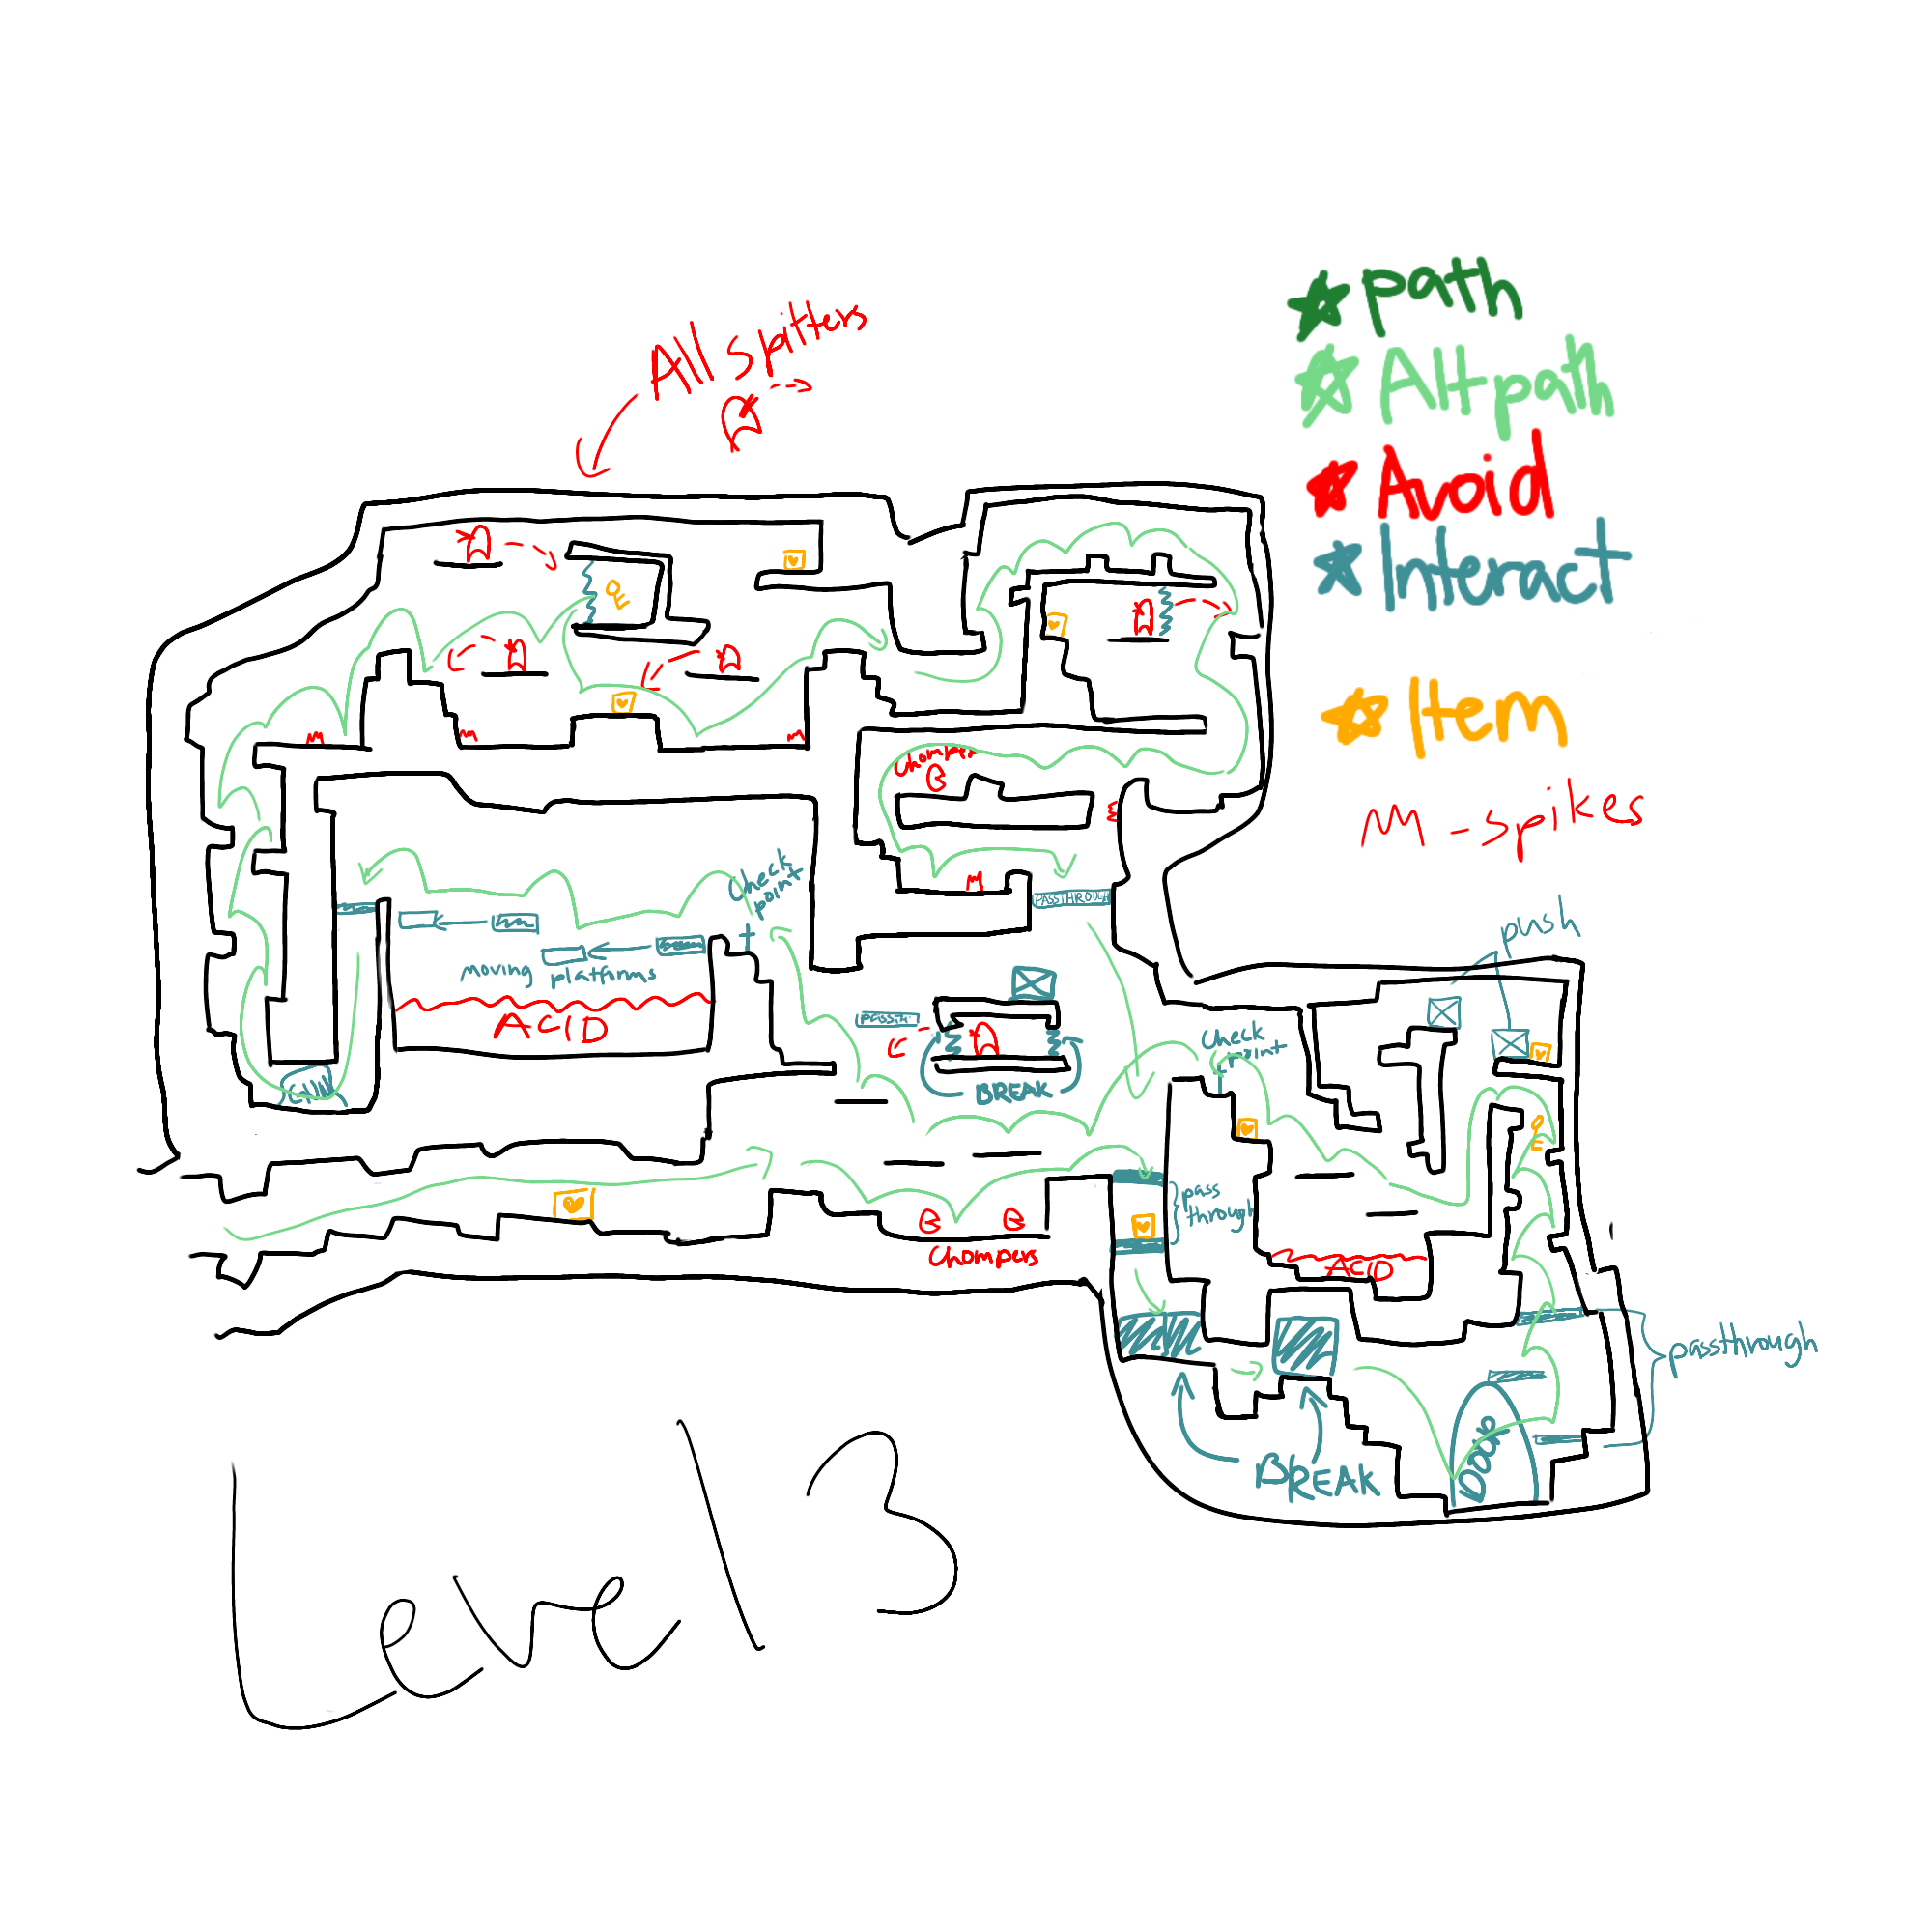 path
Alt path
Avoid
Interact
Item
M - spikes
All Spitters
Chomper
Check
point
PASSTHROUGH
moving platforms
ACID
passth
BREAK
Check
point
push
pass
through
Chompers
ACID
passthrough
DOOR
BREAK
Level 3